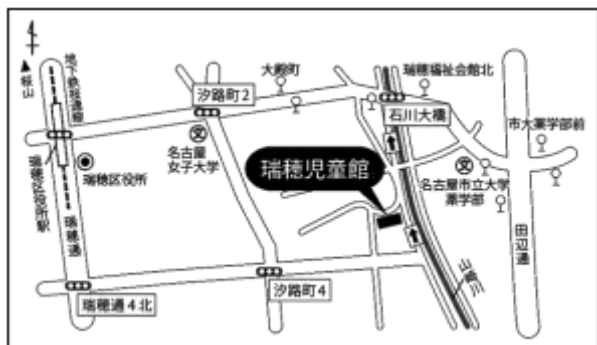 桜山
地下鉄桜通線
大殿町
瑞穂福祉会館北
汐路町2
石川大橋
市大薬学部前
名古屋
女子大学
瑞穂区役所
瑞穂児童館
名古屋市立大学
薬学部
瑞穂区役所駅
瑞穂通
田辺通
山崎川
瑞穂通4北
汐路町4